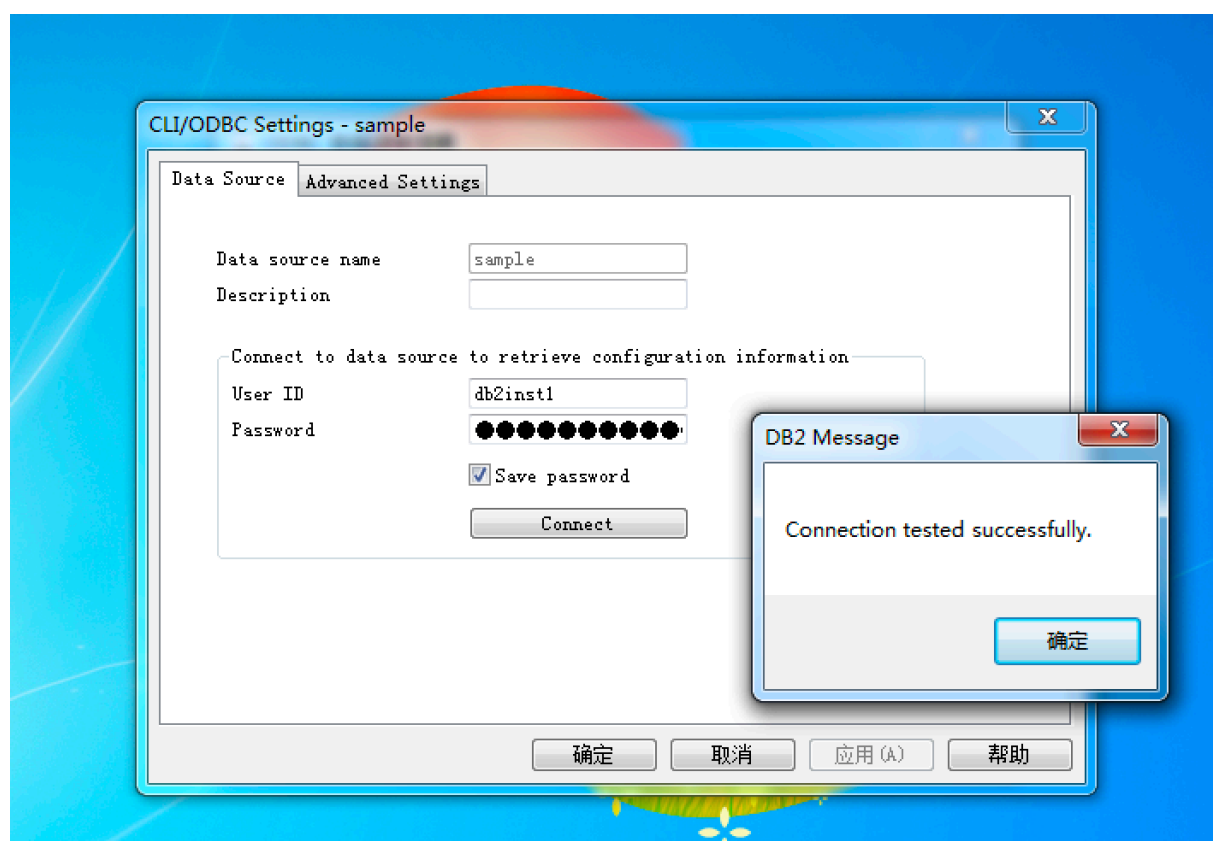 CLI/ODBC Settings - sample
Data Source
Advanced Settings
Data source name
sample
Description
Connect to data source to retrieve configuration information
User ID
db2inst1
Password
Save password
Connect
DB2 Message
Connection tested successfully.
确定
确定
取消
应用(A)
帮助